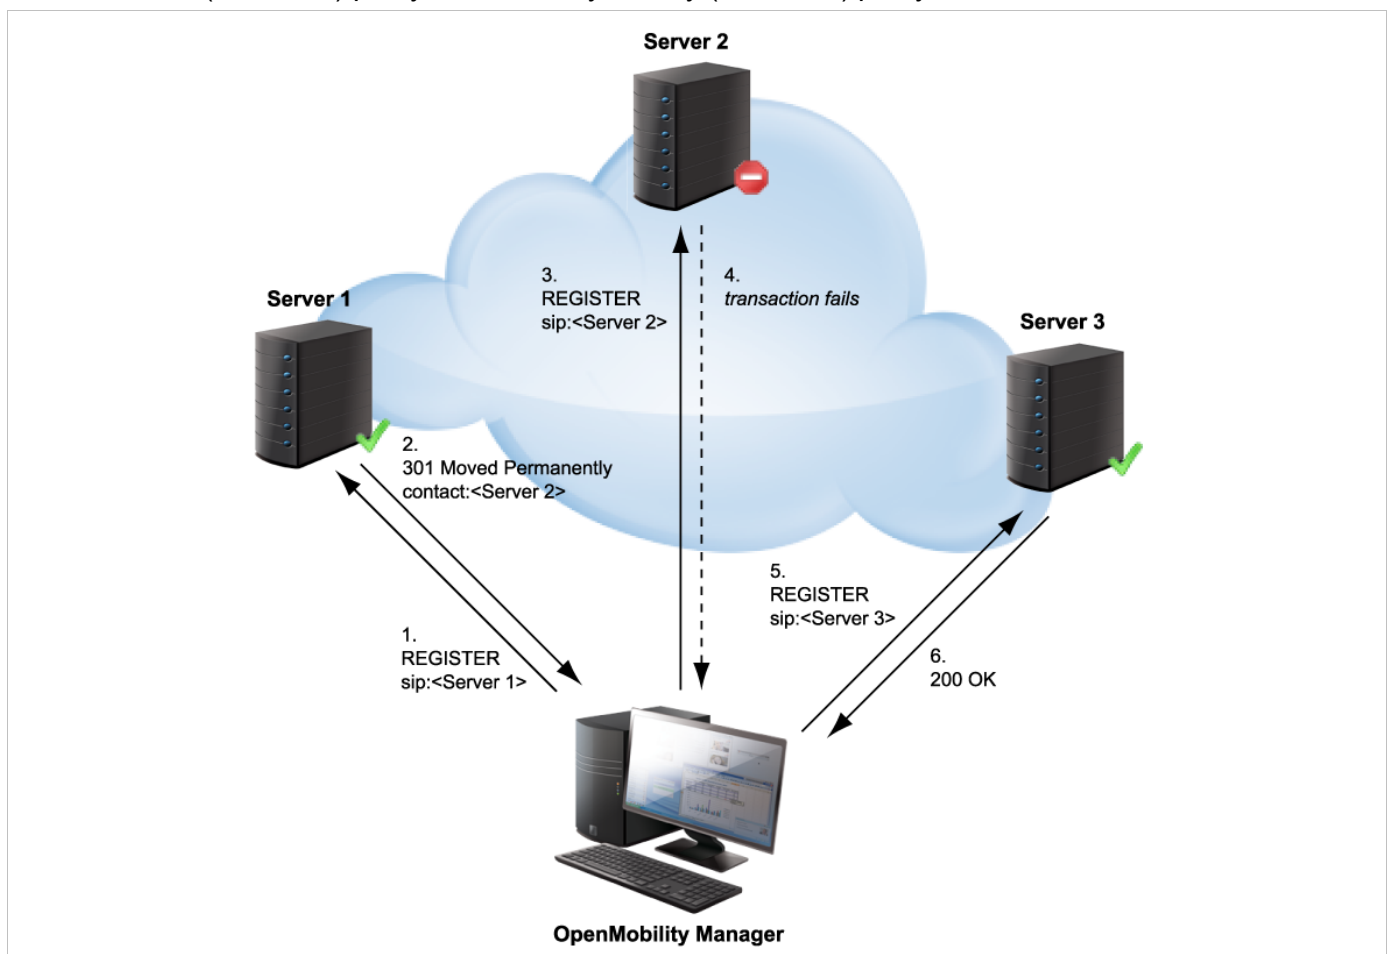 Server 2
3.
REGISTER
sip:<Server 2>
4.
transaction fails
Server 1
Server 3
2.
301 Moved Permanently
contact:<Server 2>
5.
REGISTER
sip:<Server 3>
1.
REGISTER
sip:<Server 1>
6.
200 OK
OpenMobility Manager